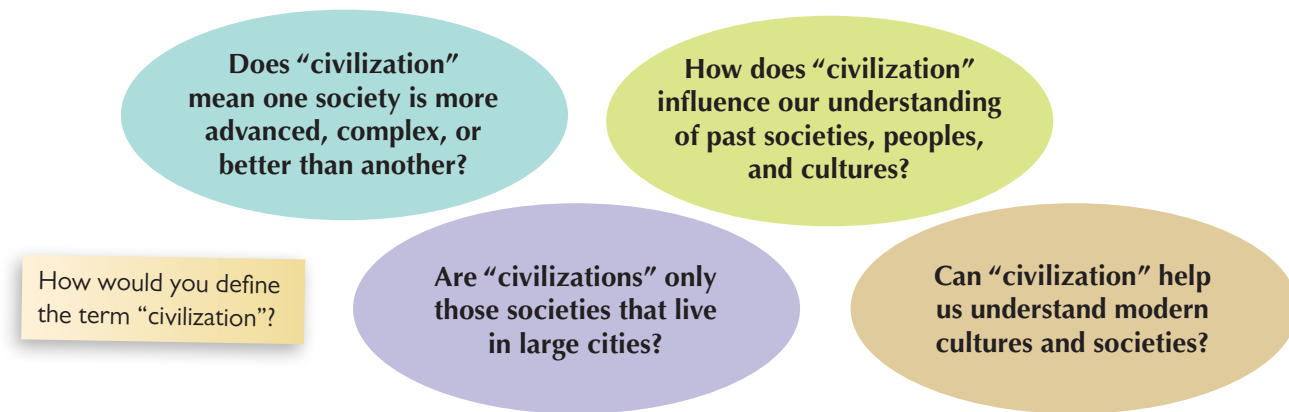 Does “civilization”
mean one society is more
advanced, complex, or
better than another?
How does “civilization”
influence our understanding
of past societies, peoples,
and cultures?
How would you define
the term “civilization”?
Are “civilizations” only
those societies that live
in large cities?
Can “civilization” help
us understand modern
cultures and societies?